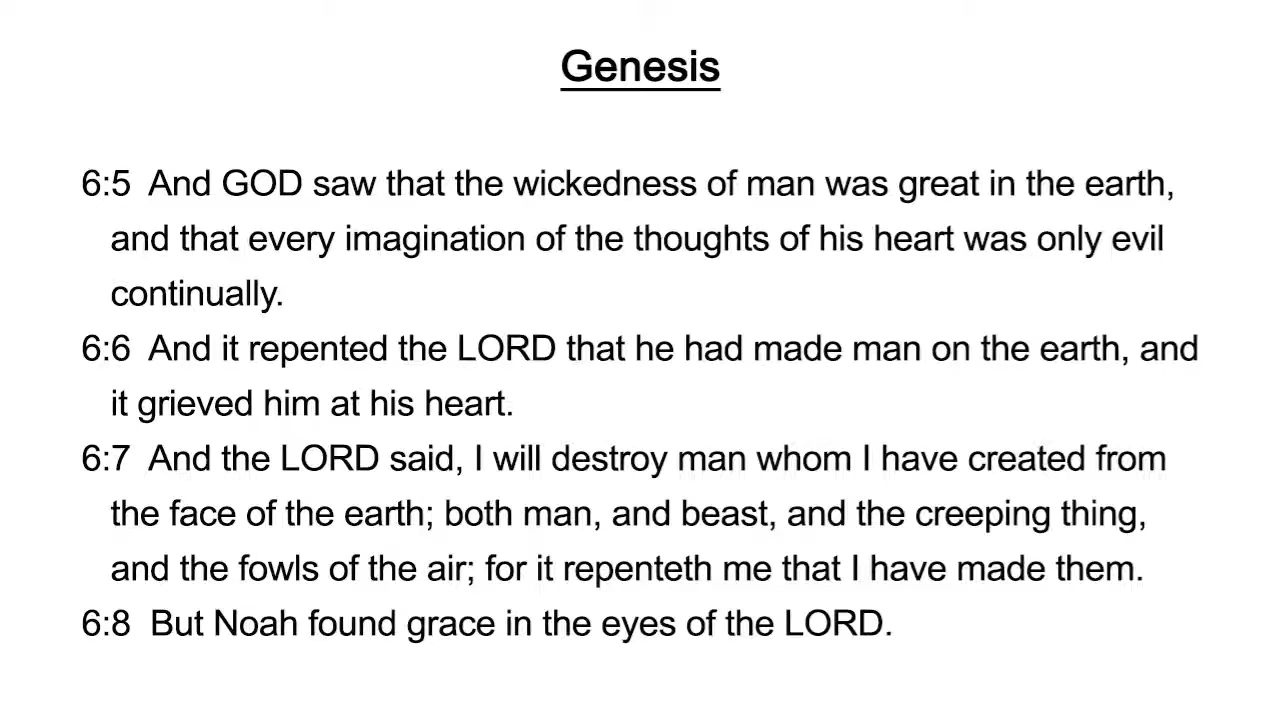 Genesis
6:5 And GOD saw that the wickedness of man was great in the earth,
and that every imagination of the thoughts of his heart was only evil
continually.
6:6 And it repented the LORD that he had made man on the earth, and
it grieved him at his heart.
6:7 And the LORD said, I will destroy man whom I have created from
the face of the earth; both man, and beast, and the creeping thing,
and the fowls of the air; for it repenteth me that I have made them.
6:8 But Noah found grace in the eyes of the LORD.